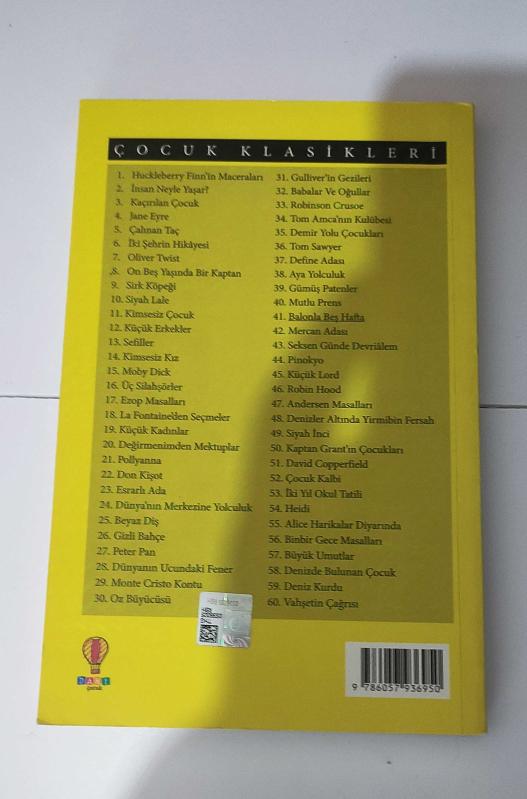 ÇOCUK KLASİKLERİ
1. Huckleberry Finn'in Maceraları
2. İnsan Neyle Yaşar?
3. Kaçırılan Çocuk
4. Jane Eyre
5. Çalınan Taç
6. İki Şehrin Hikâyesi
7. Oliver Twist
8. On Beş Yaşında Bir Kaptan
9. Sirk Köpeği
10. Siyah Lale
11. Kimsesiz Çocuk
12. Küçük Erkekler
13. Sefiller
14. Kimsesiz Kız
15. Moby Dick
16. Üç Silahşörler
17. Ezop Masalları
18. La Fontaine'den Seçmeler
19. Küçük Kadınlar
20. Değirmenimden Mektuplar
21. Pollyanna
22. Don Kişot
23. Esrarlı Ada
24. Dünya'nın Merkezine Yolculuk
25. Beyaz Diş
26. Gizli Bahçe
27. Peter Pan
28. Dünyanın Ucundaki Fener
29. Monte Cristo Kontu
30. Oz Büyücüsü
31. Gulliver'in Gezileri
32. Babalar Ve Oğullar
33. Robinson Crusoe
34. Tom Amca'nın Kulübesi
35. Demir Yolu Çocukları
36. Tom Sawyer
37. Define Adası
38. Aya Yolculuk
39. Gümüş Patenler
40. Mutlu Prens
41. Balonla Beş Hafta
42. Mercan Adası
43. Seksen Günde Devriâlem
44. Pinokyo
45. Küçük Lord
46. Robin Hood
47. Andersen Masalları
48. Denizler Altında Yirmibin Fersah
49. Siyah İnci
50. Kaptan Grant'ın Çocukları
51. David Copperfield
52. Çocuk Kalbi
53. İki Yıl Okul Tatili
54. Heidi
55. Alice Harikalar Diyarında
56. Binbir Gece Masalları
57. Büyük Umutlar
58. Denizde Bulunan Çocuk
59. Deniz Kurdu
60. Vahşetin Çağrısı
çocuk
9 786057 936950